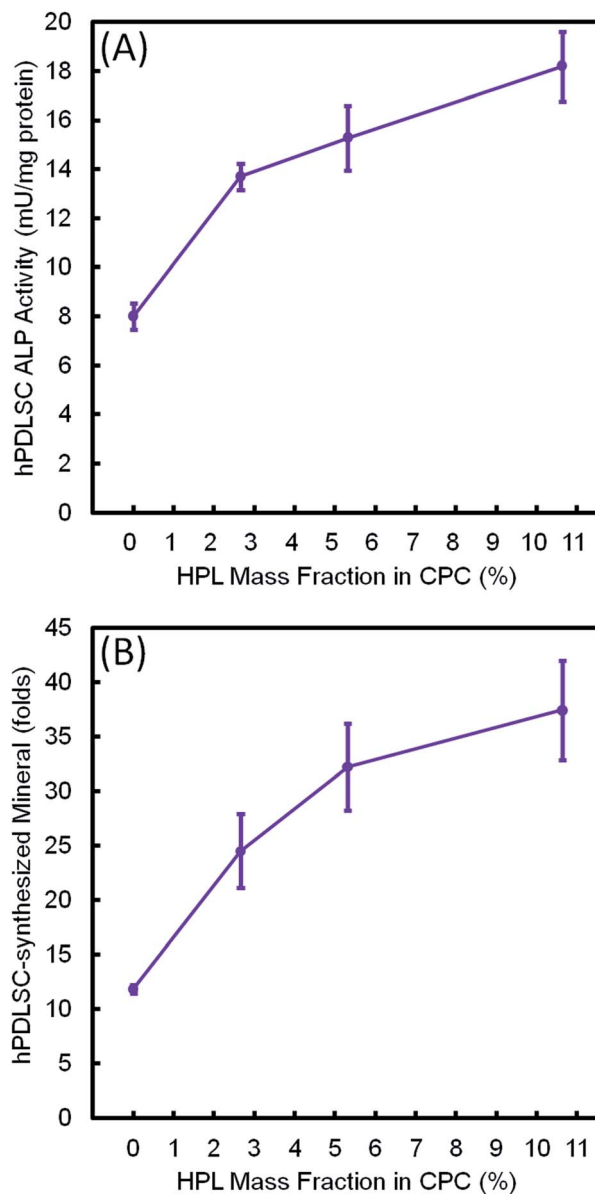 (A)
hPDLSC ALP Activity (mU/mg protein)
20
18
16
14
12
10
8
6
4
2
0
0 1 2 3 4 5 6 7 8 9 10 11
HPL Mass Fraction in CPC (%)
(B)
hPDLSC-synthesized Mineral (folds)
45
40
35
30
25
20
15
10
5
0
0 1 2 3 4 5 6 7 8 9 10 11
HPL Mass Fraction in CPC (%)